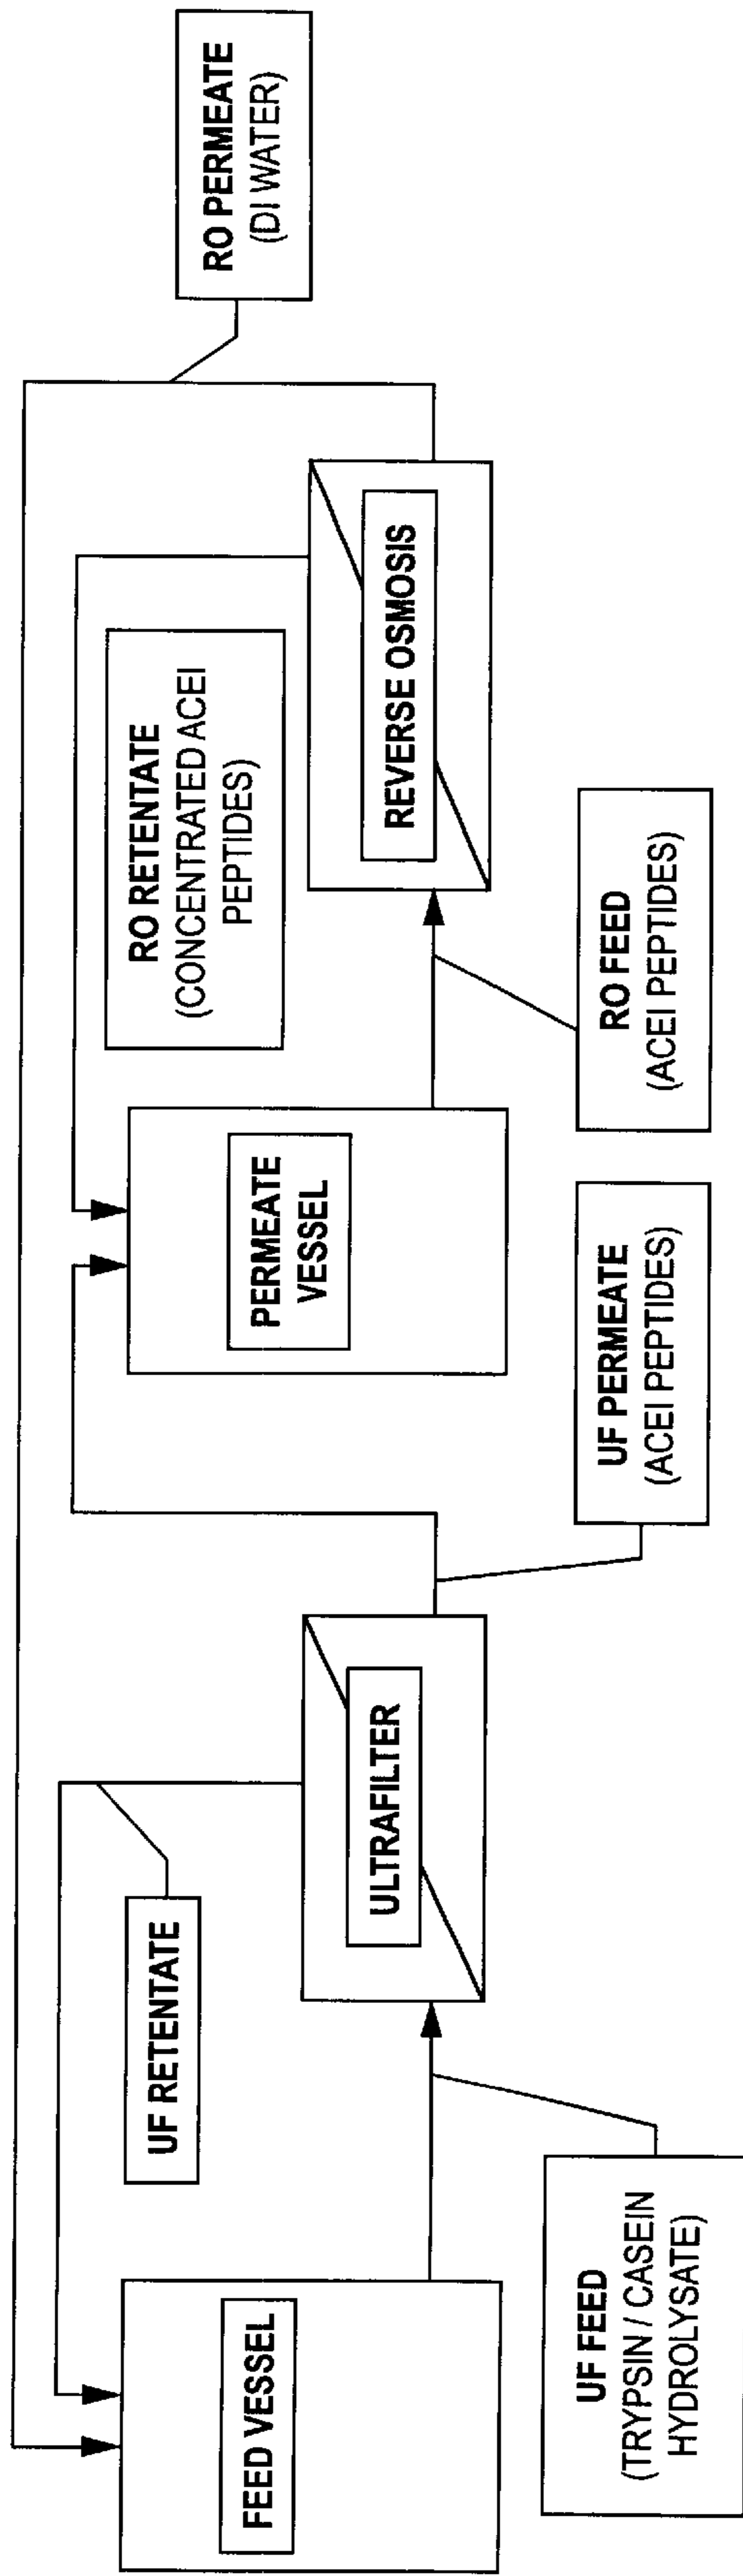 FEED VESSEL
UF FEED
(TRYPSIN / CASEIN
HYDROLYSATE)
UF RETENTATE
ULTRAFILTER
UF PERMEATE
(ACEI PEPTIDES)
PERMEATE
VESSEL
RO FEED
(ACEI PEPTIDES)
RO RETENTATE
(CONCENTRATED ACEI
PEPTIDES)
REVERSE OSMOSIS
RO PERMEATE
(DI WATER)